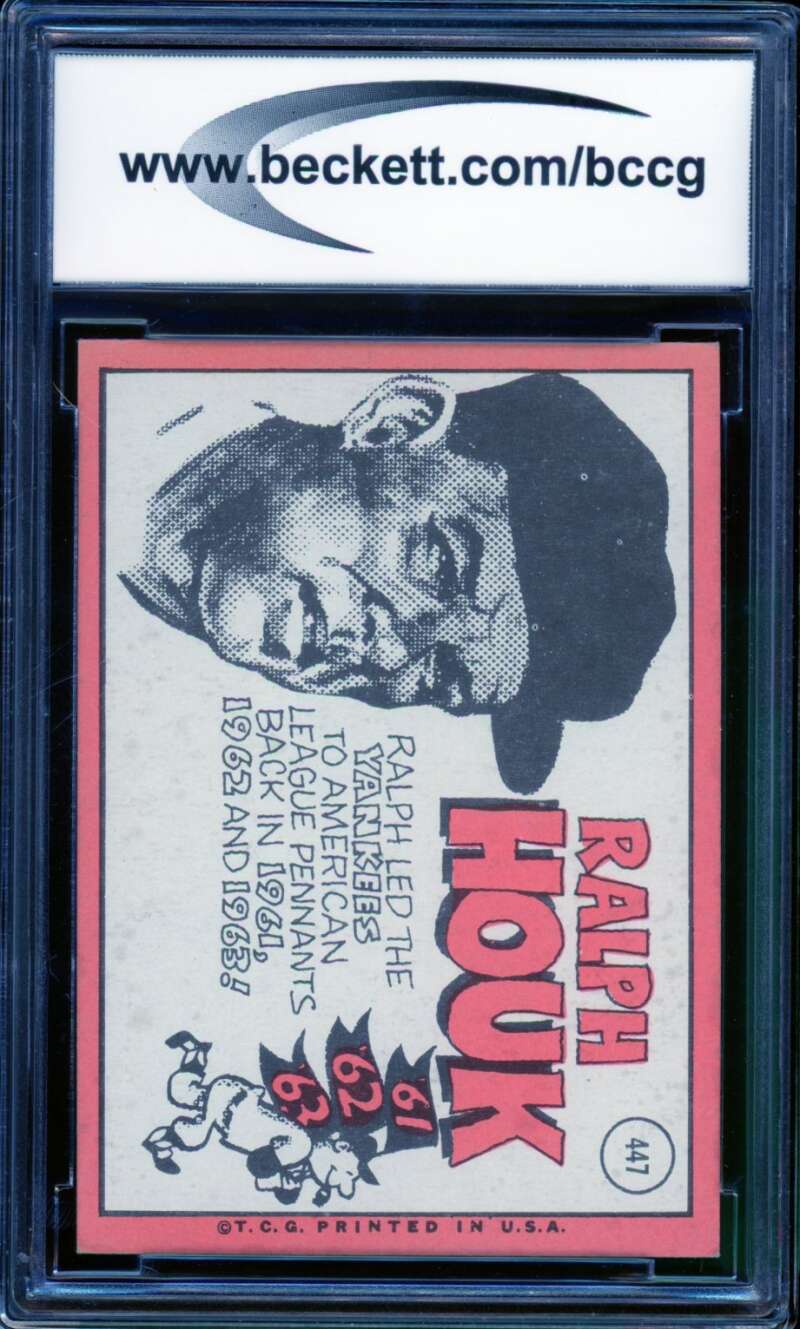 www.beckett.com/bccg
447
RALPH
HOUK
RALPH LED THE
YANKEES
TO AMERICAN
LEAGUE PENNANTS
BACK IN 1961,
1962 AND 1963!
'61
'62
'63
©T.C.G. PRINTED IN U.S.A.